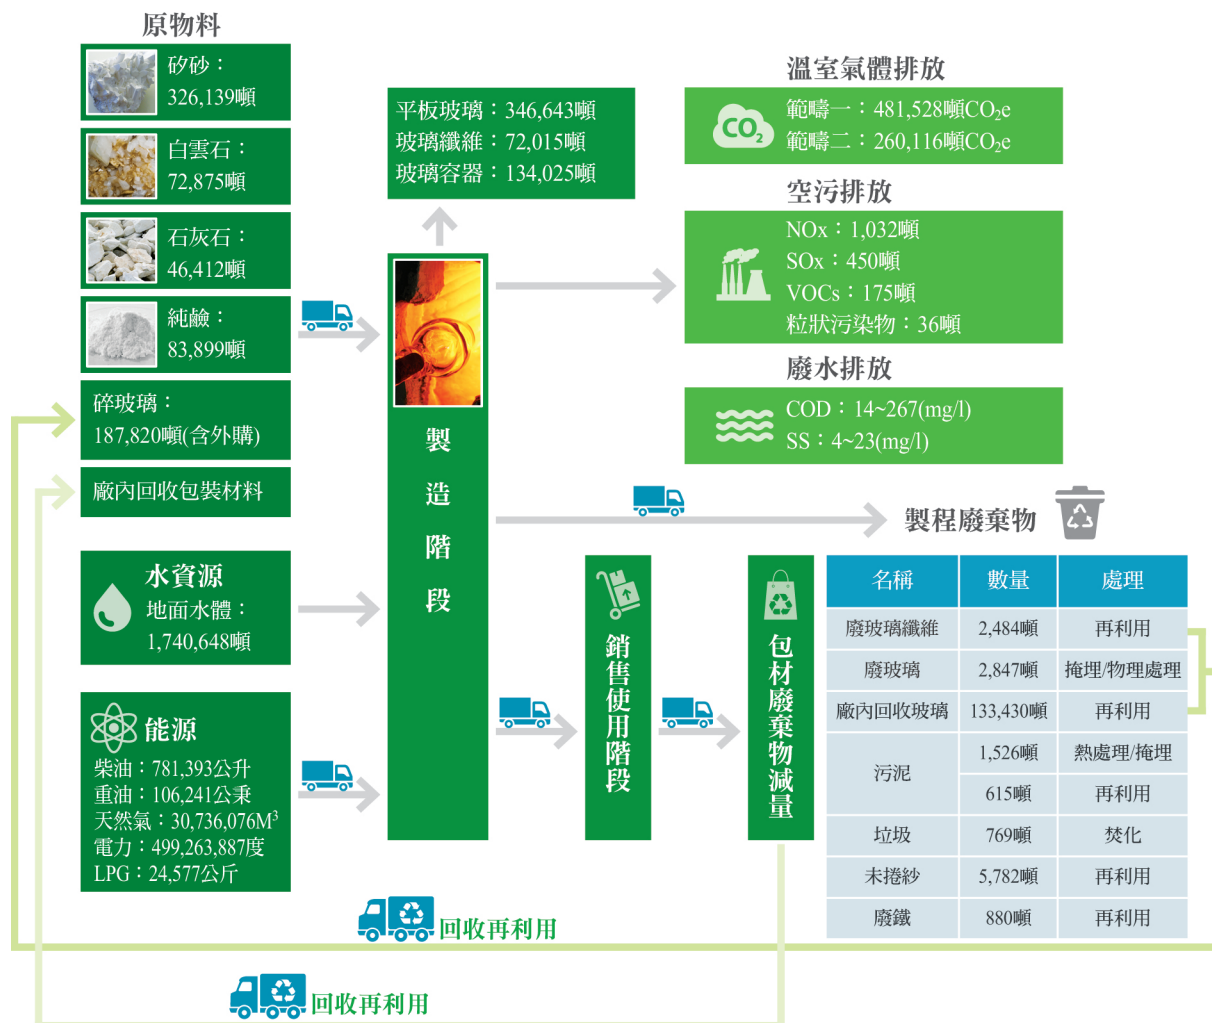 原物料
矽砂：
326,139噸
白雲石：
72,875噸
石灰石：
46,412噸
純鹼：
83,899噸
碎玻璃：
187,820噸(含外購)
廠內回收包裝材料
水資源
地面水體：
1,740,648噸
能源
柴油：781,393公升
重油：106,241公秉
天然氣：30,736,076M³
電力：499,263,887度
LPG：24,577公斤
平板玻璃：346,643噸
玻璃纖維：72,015噸
玻璃容器：134,025噸
製造階段
溫室氣體排放
CO₂
範疇一：481,528噸CO₂e
範疇二：260,116噸CO₂e
空污排放
NOx：1,032噸
SOx：450噸
VOCs：175噸
粒狀污染物：36噸
廢水排放
COD：14~267(mg/l)
SS：4~23(mg/l)
製程廢棄物
銷售使用階段
包材廢棄物減量
名稱 數量 處理
廢玻璃纖維 2,484噸 再利用
廢玻璃 2,847噸 掩埋/物理處理
廠內回收玻璃 133,430噸 再利用
污泥 1,526噸 熱處理/掩埋
615噸 再利用
垃圾 769噸 焚化
未捲紗 5,782噸 再利用
廢鐵 880噸 再利用
回收再利用
回收再利用